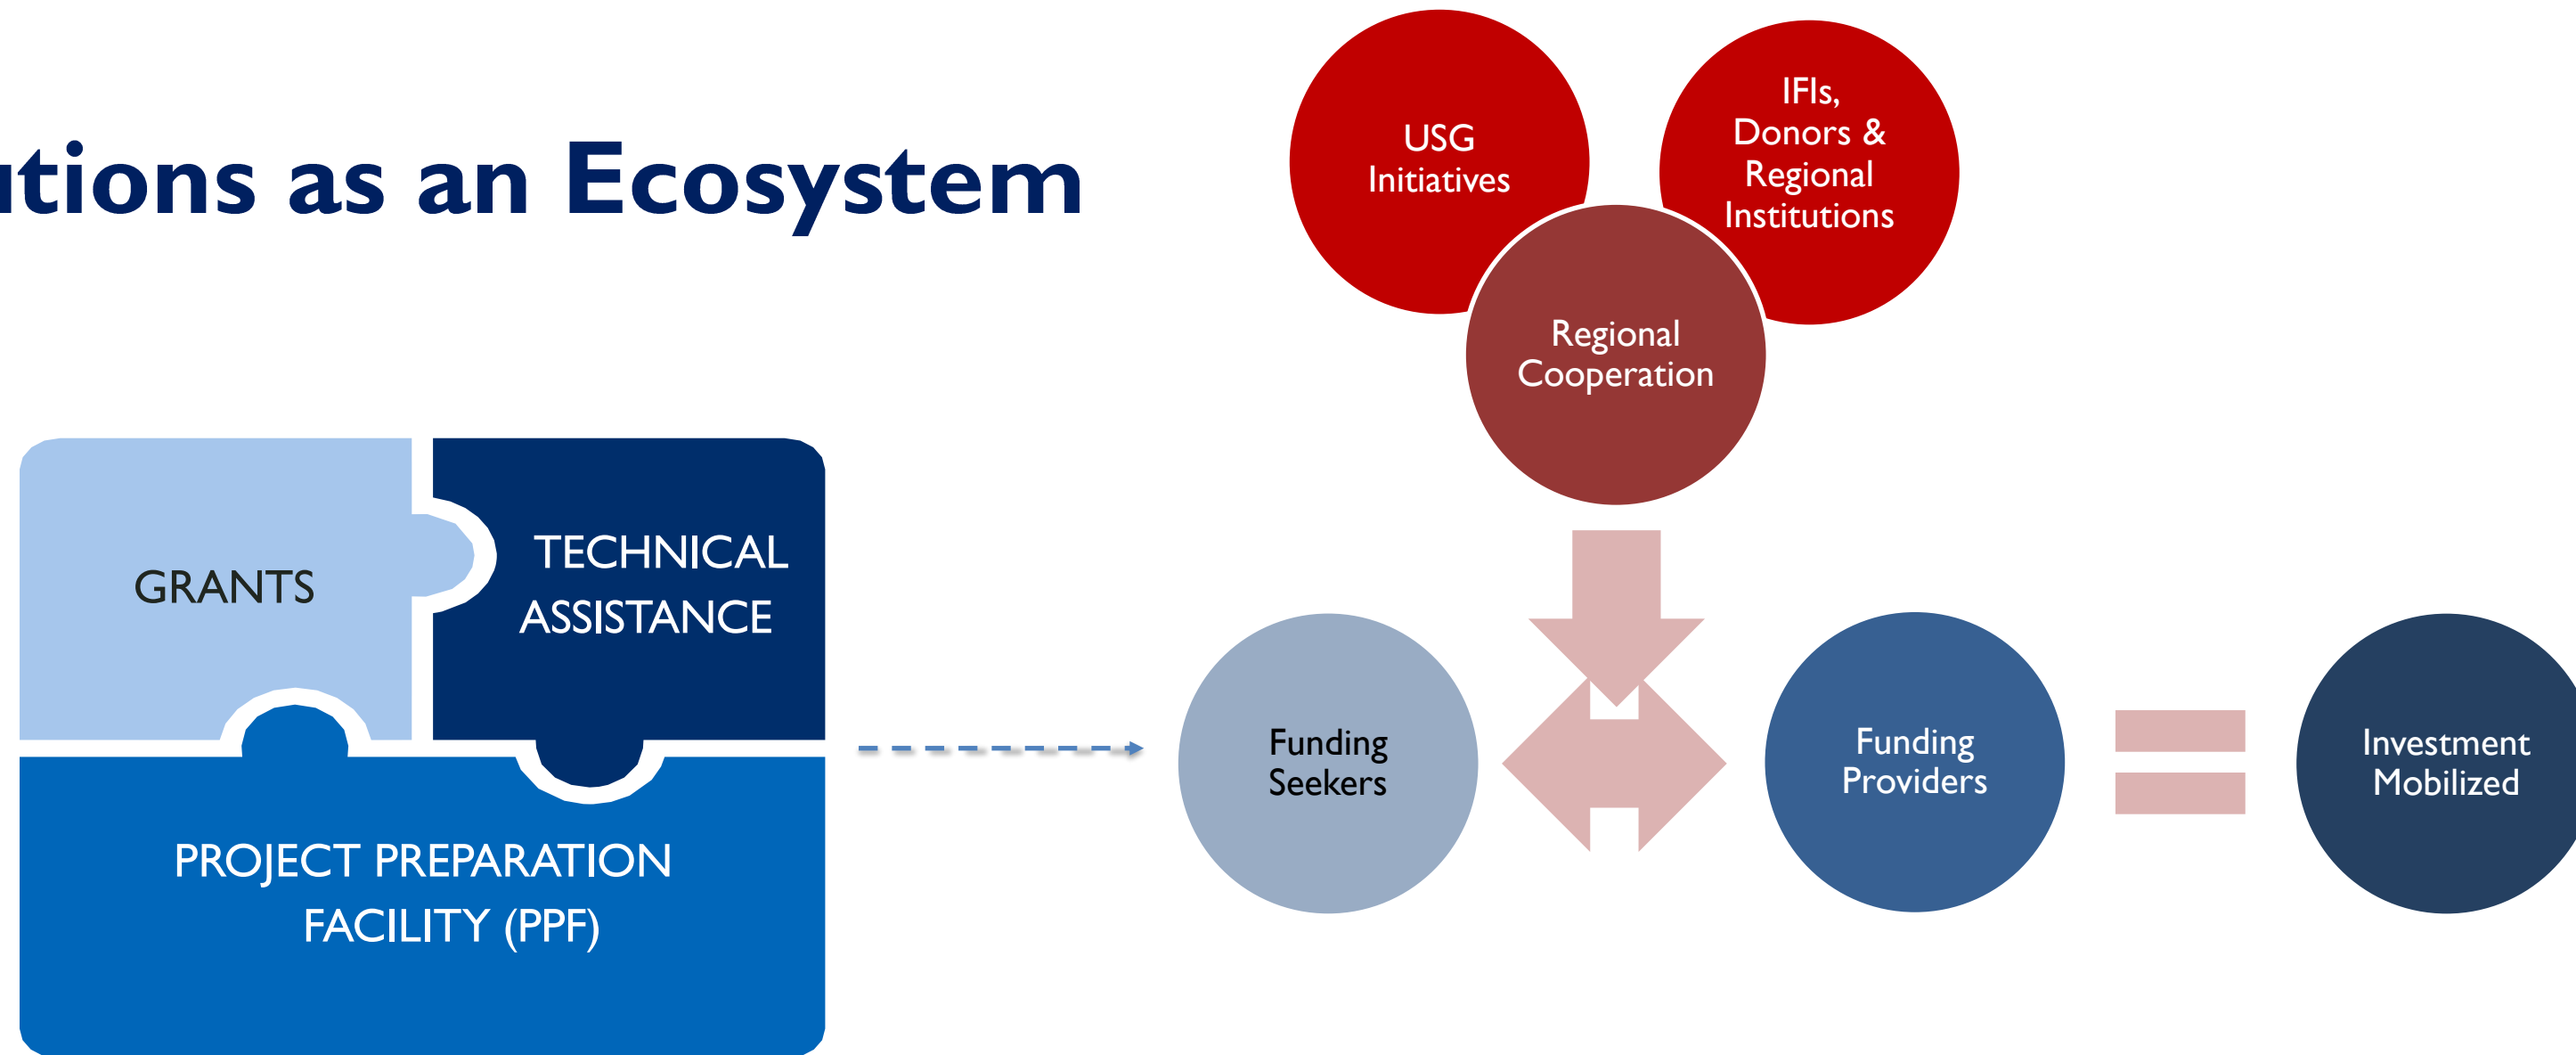 utions as an Ecosystem
USG
Initiatives
IFIs,
Donors &
Regional
Institutions
Regional
Cooperation
GRANTS
TECHNICAL
ASSISTANCE
PROJECT PREPARATION
FACILITY (PPF)
Funding
Seekers
Funding
Providers
Investment
Mobilized